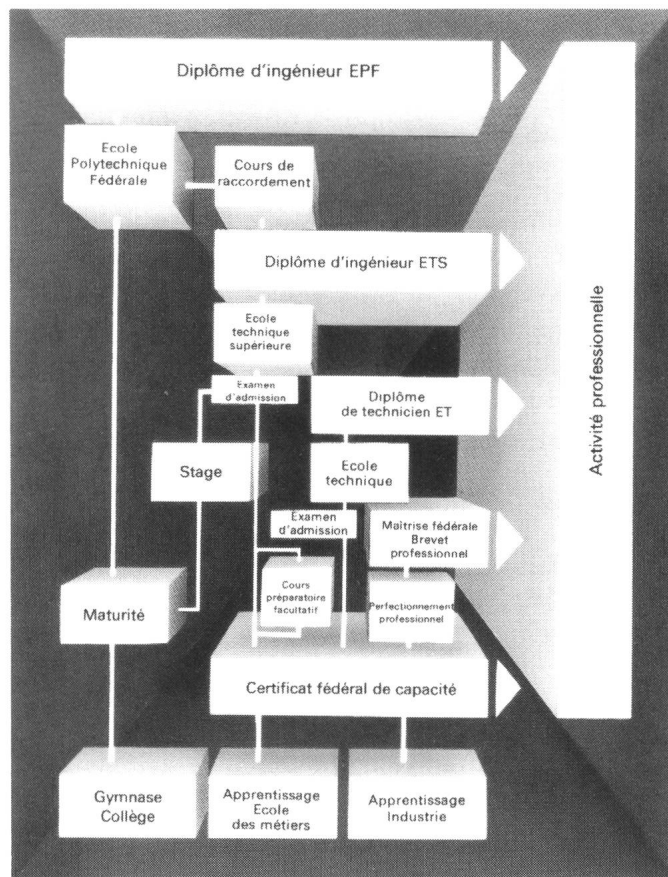 Diplôme d'ingénieur EPF
Ecole
Polytechnique
Fédérale
Cours de
raccordement
Diplôme d'ingénieur ETS
Ecole
technique
supérieure
Examen
d'admission
Diplôme
de technicien ET
Stage
Ecole
technique
Examen
d'admission
Maîtrise fédérale
Brevet
professionnel
Cours
préparatoire
facultatif
Perfectionnement
professionnel
Maturité
Certificat fédéral de capacité
Gymnase
Collège
Apprentissage
Ecole
des métiers
Apprentissage
Industrie
Activité professionnelle